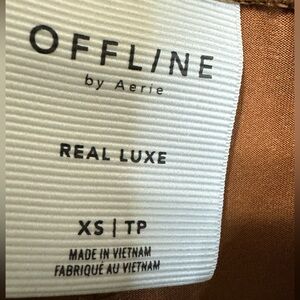 OFFLINE
by Aerie
REAL LUXE
XS | TP
MADE IN VIETNAM
FABRIQUÉ AU VIETNAM